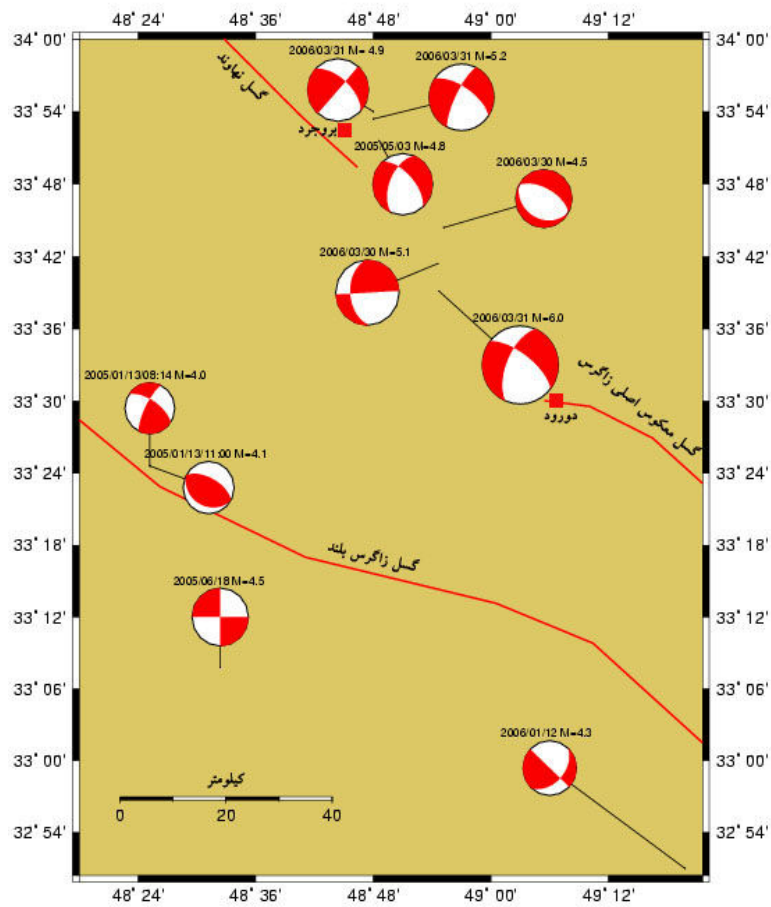 48° 24' 48° 36' 48° 48' 49° 00' 49° 12'
34° 00' 34° 00'
2006/03/31 M= 4.9 2006/03/31 M=5.2
گسل نهاوند
33° 54' 33° 54'
بروجرد
2005/05/03 M=4.8 2006/03/30 M=4.5
33° 48' 33° 48'
33° 42' 33° 42'
2006/03/30 M=5.1
33° 36' 33° 36'
2006/03/31 M=6.0
گسل معکوس اصلی زاگرس
2005/01/13/08:14 M=4.0
33° 30' 33° 30'
دورود
2005/01/13/11:00 M=4.1
33° 24' 33° 24'
33° 18' 33° 18'
گسل زاگرس بلند
2005/06/18 M=4.5
33° 12' 33° 12'
33° 06' 33° 06'
2006/01/12 M=4.3
33° 00' 33° 00'
کیلومتر
0 20 40
32° 54' 32° 54'
48° 24' 48° 36' 48° 48' 49° 00' 49° 12'